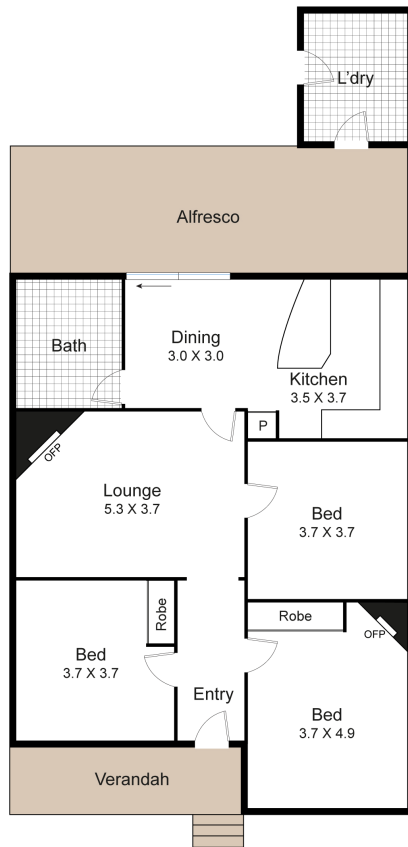 L'dry
Alfresco
Bath
Dining
3.0 X 3.0
Kitchen
3.5 X 3.7
P
OFP
Lounge
5.3 X 3.7
Bed
3.7 X 3.7
Robe
Robe
OFP
Bed
3.7 X 3.7
Entry
Bed
3.7 X 4.9
Verandah